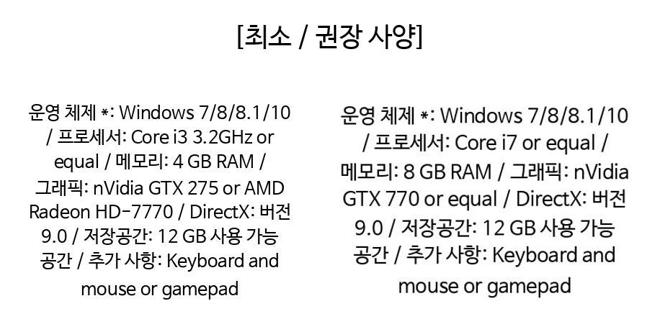 [최소 / 권장 사양]
운영 체제 *: Windows 7/8/8.1/10
/ 프로세서: Core i3 3.2GHz or
equal / 메모리: 4 GB RAM /
그래픽: nVidia GTX 275 or AMD
Radeon HD-7770 / DirectX: 버전
9.0 / 저장공간: 12 GB 사용 가능
공간 / 추가 사항: Keyboard and
mouse or gamepad
운영 체제 *: Windows 7/8/8.1/10
/ 프로세서: Core i7 or equal /
메모리: 8 GB RAM / 그래픽: nVidia
GTX 770 or equal / DirectX: 버전
9.0 / 저장공간: 12 GB 사용 가능
공간 / 추가 사항: Keyboard and
mouse or gamepad